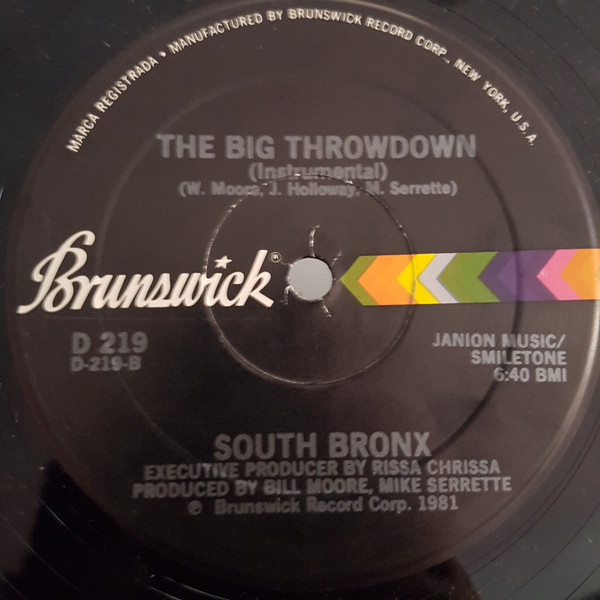 MARCA REGISTRADA • MANUFACTURED BY BRUNSWICK RECORD CORP., NEW YORK, U.S.A.
THE BIG THROWDOWN
(Instrumental)
(W. Moore, J. Holloway, M. Serrette)
Brunswick®
D 219
D-219-B
JANION MUSIC/
SMILETONE
6:40 BMI
SOUTH BRONX
EXECUTIVE PRODUCER BY RISSA CHRISSA
PRODUCED BY BILL MOORE, MIKE SERRETTE
℗ Brunswick Record Corp. 1981